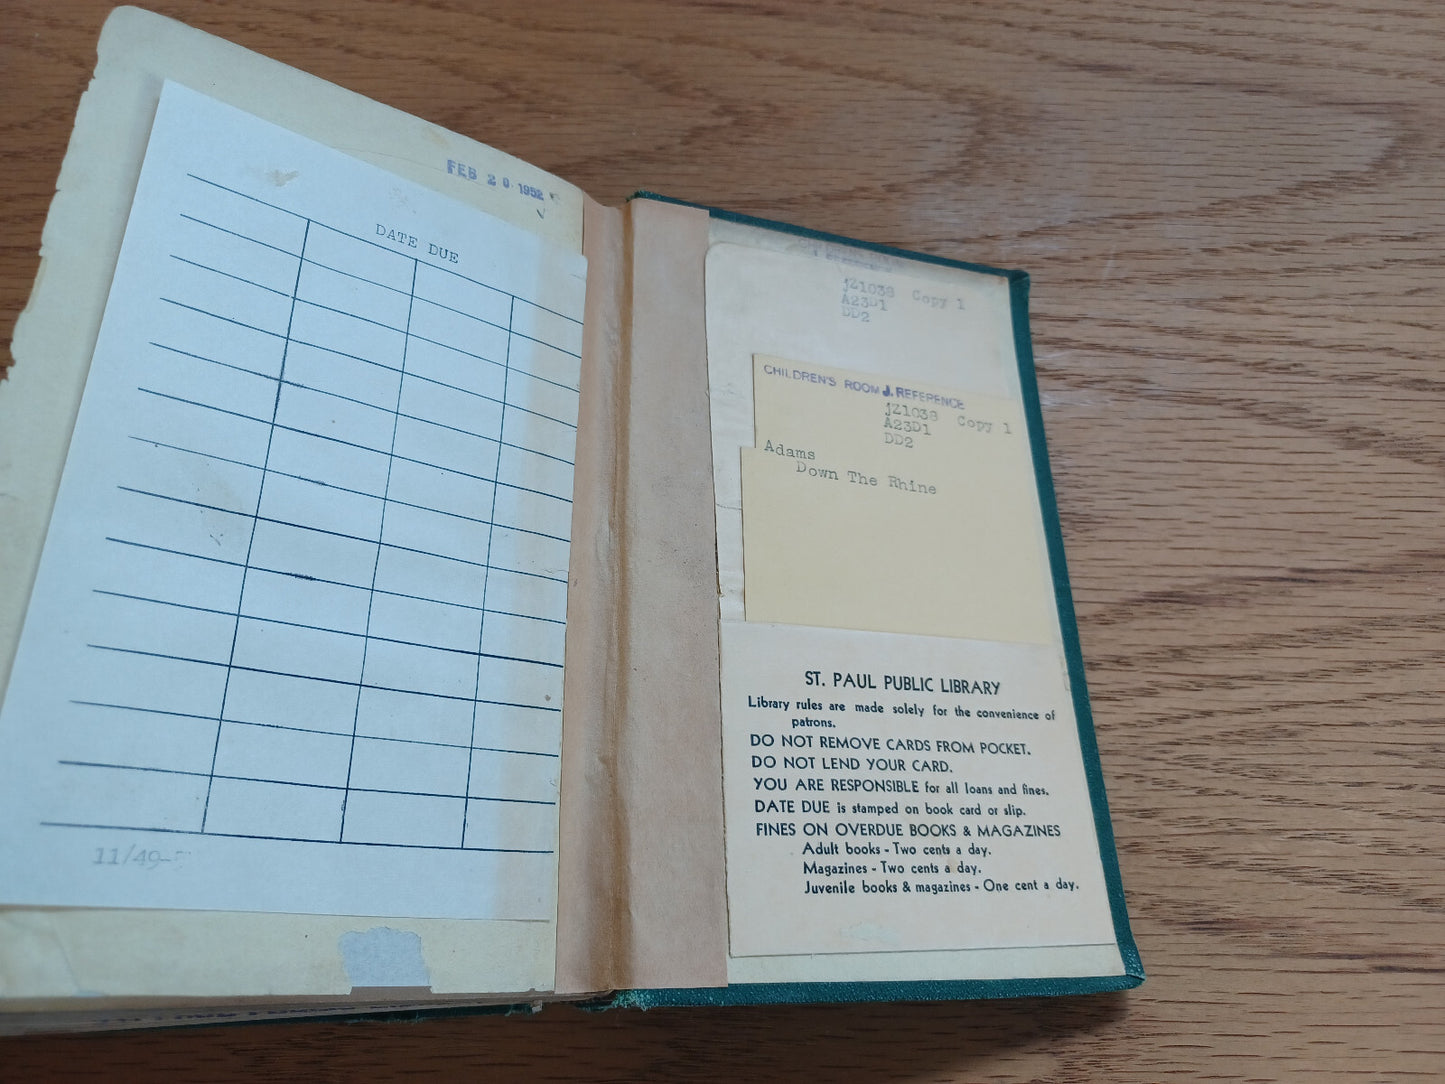 FEB 20 1952
DATE DUE
11/49
jZ1038 Copy 1
A23D1
DD2
CHILDREN'S ROOM J. REFERENCE
jZ1038 Copy 1
A23D1
DD2
Adams
Down The Rhine
ST. PAUL PUBLIC LIBRARY
Library rules are made solely for the convenience of
patrons.
DO NOT REMOVE CARDS FROM POCKET.
DO NOT LEND YOUR CARD.
YOU ARE RESPONSIBLE for all loans and fines.
DATE DUE is stamped on book card or slip.
FINES ON OVERDUE BOOKS & MAGAZINES
Adult books - Two cents a day.
Magazines - Two cents a day.
Juvenile books & magazines - One cent a day.